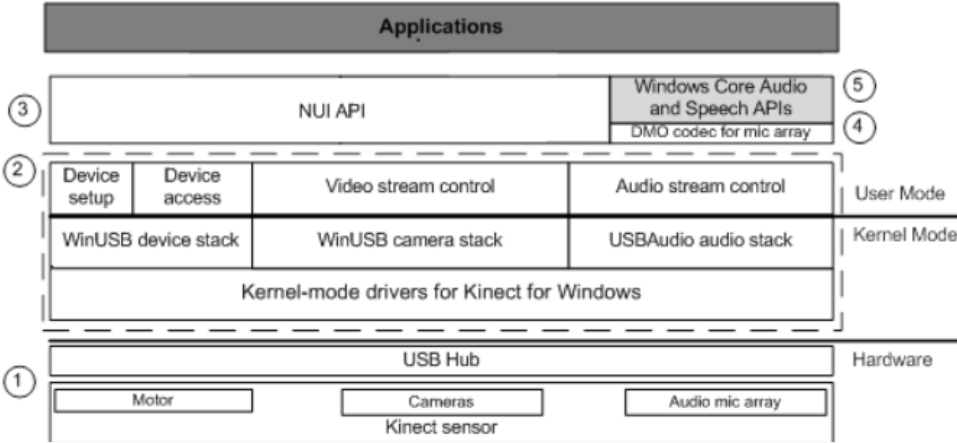 Applications
Windows Core Audio
and Speech APIs
5
3
NUI API
DMO codec for mic array
4
2
Device
setup
Device
access
Video stream control
Audio stream control
User Mode
WinUSB device stack
WinUSB camera stack
USBAudio audio stack
Kernel Mode
Kernel-mode drivers for Kinect for Windows
USB Hub
Hardware
1
Motor
Cameras
Audio mic array
Kinect sensor